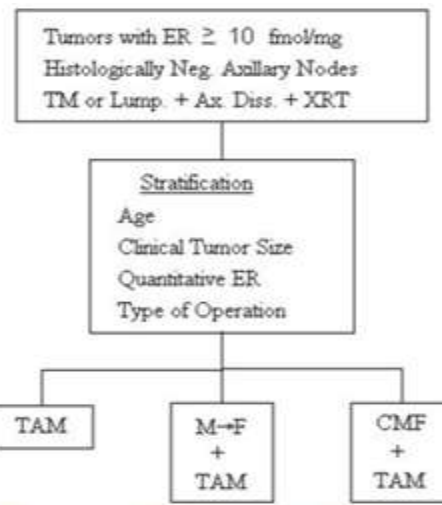 Tumors with ER ≧ 10 fmol/mg
Histologically Neg. Axillary Nodes
TM or Lump. + Ax. Diss. + XRT
Stratification
Age
Clinical Tumor Size
Quantitative ER
Type of Operation
TAM
M→F
+
TAM
CMF
+
TAM